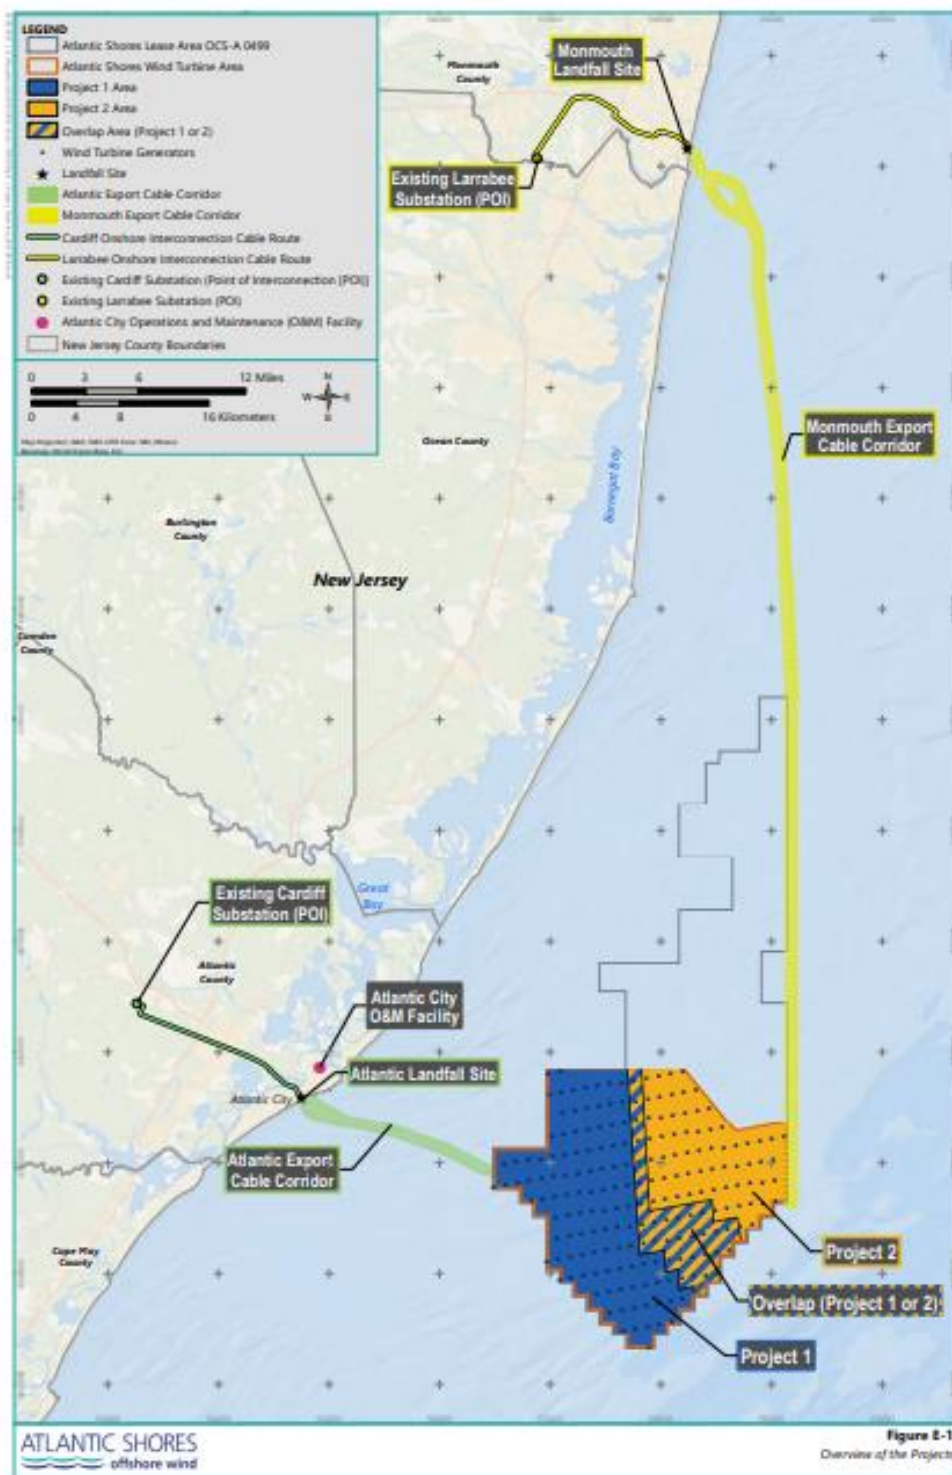 LEGEND
Atlantic Shores Lease Area OCS-A 0499
Atlantic Shores Wind Turbine Area
Project 1 Area
Project 2 Area
Overlap Area (Project 1 or 2)
Wind Turbine Generators
Landfall Site
Atlantic Export Cable Corridor
Monmouth Export Cable Corridor
Cardiff Onshore Interconnection Cable Route
Larrabee Onshore Interconnection Cable Route
Existing Cardiff Substation (Point of Interconnection [POI])
Existing Larrabee Substation (POI)
Atlantic City Operations and Maintenance (O&M) Facility
New Jersey County Boundaries
0 3 6 12 Miles
0 4 8 16 Kilometers
N
W E
S
Monmouth
County
Monmouth
Landfall Site
Existing Larrabee
Substation (POI)
Monmouth Export
Cable Corridor
Ocean County
Barnegat Bay
Burlington
County
New Jersey
Camden
County
Existing Cardiff
Substation (POI)
Great
Bay
Atlantic
County
Atlantic City
O&M Facility
Atlantic Landfall Site
Atlantic City
Atlantic Export
Cable Corridor
Cape May
County
Project 2
Overlap (Project 1 or 2)
Project 1
ATLANTIC SHORES
offshore wind
Figure E-1
Overview of the Projects